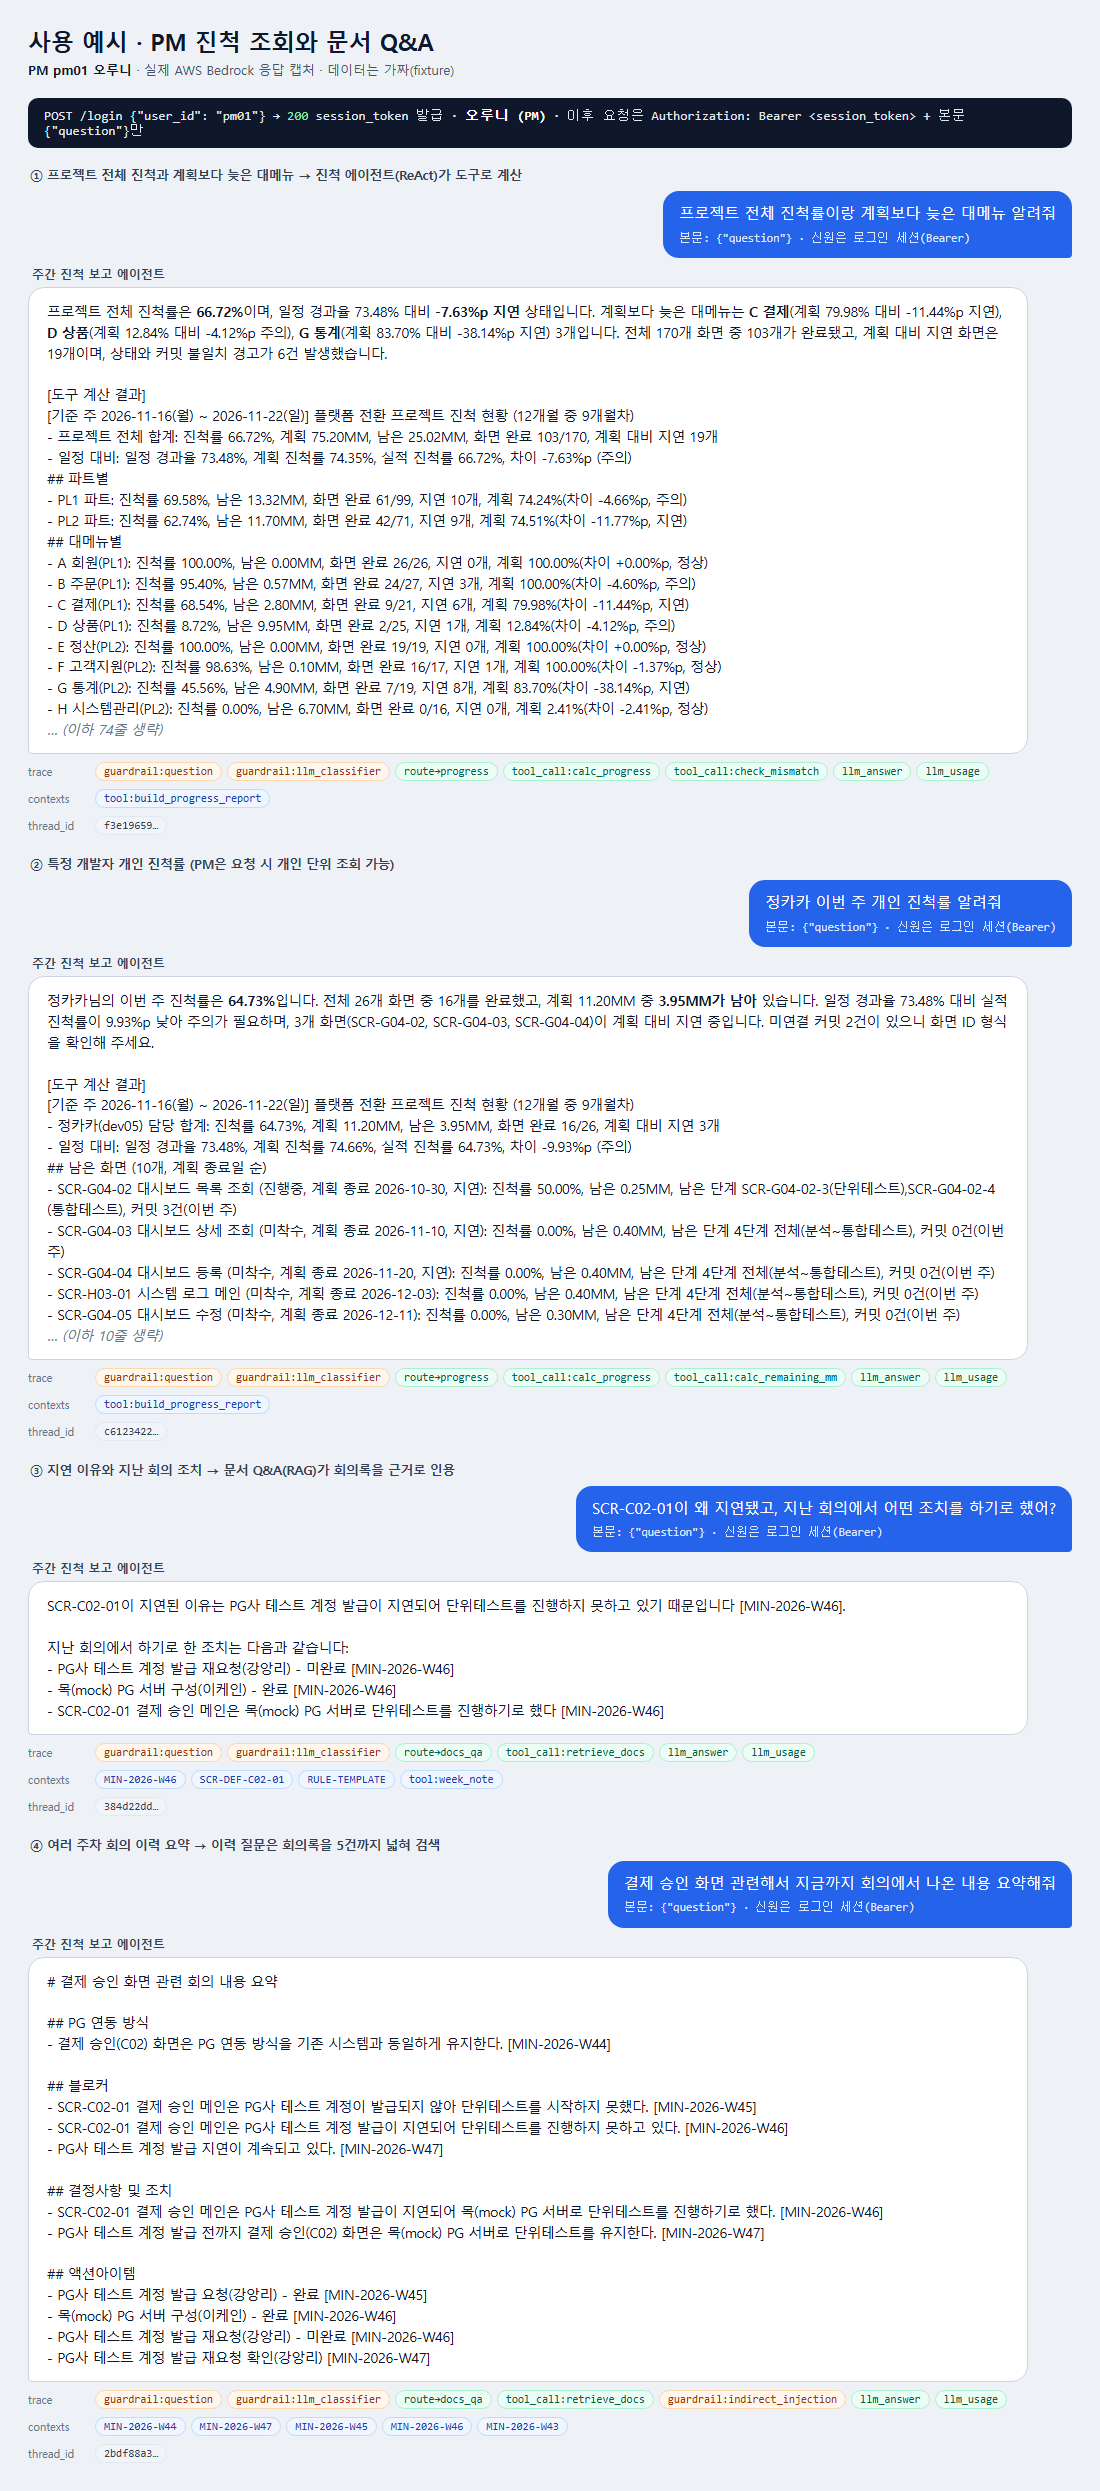 사용 예시 · PM 진척 조회와 문서 Q&A
PM pm01 오루니 · 실제 AWS Bedrock 응답 캡처 · 데이터는 가짜(fixture)
POST /login {"user_id": "pm01"} → 200 session_token 발급 · 오루니 (PM) · 이후 요청은 Authorization: Bearer <session_token> + 본문
{"question"}만
① 프로젝트 전체 진척과 계획보다 늦은 대메뉴 → 진척 에이전트(ReAct)가 도구로 계산
프로젝트 전체 진척률이랑 계획보다 늦은 대메뉴 알려줘
본문: {"question"} · 신원은 로그인 세션(Bearer)
주간 진척 보고 에이전트
프로젝트 전체 진척률은 66.72%이며, 일정 경과율 73.48% 대비 -7.63%p 지연 상태입니다. 계획보다 늦은 대메뉴는 C 결제(계획 79.98% 대비 -11.44%p 지연),
D 상품(계획 12.84% 대비 -4.12%p 주의), G 통계(계획 83.70% 대비 -38.14%p 지연) 3개입니다. 전체 170개 화면 중 103개가 완료됐고, 계획 대비 지연 화면은
19개이며, 상태와 커밋 불일치 경고가 6건 발생했습니다.
[도구 계산 결과]
[기준 주 2026-11-16(월) ~ 2026-11-22(일)] 플랫폼 전환 프로젝트 진척 현황 (12개월 중 9개월차)
- 프로젝트 전체 합계: 진척률 66.72%, 계획 75.20MM, 남은 25.02MM, 화면 완료 103/170, 계획 대비 지연 19개
- 일정 대비: 일정 경과율 73.48%, 계획 진척률 74.35%, 실적 진척률 66.72%, 차이 -7.63%p (주의)
## 파트별
- PL1 파트: 진척률 69.58%, 남은 13.32MM, 화면 완료 61/99, 지연 10개, 계획 74.24%(차이 -4.66%p, 주의)
- PL2 파트: 진척률 62.74%, 남은 11.70MM, 화면 완료 42/71, 지연 9개, 계획 74.51%(차이 -11.77%p, 지연)
## 대메뉴별
- A 회원(PL1): 진척률 100.00%, 남은 0.00MM, 화면 완료 26/26, 지연 0개, 계획 100.00%(차이 +0.00%p, 정상)
- B 주문(PL1): 진척률 95.40%, 남은 0.57MM, 화면 완료 24/27, 지연 3개, 계획 100.00%(차이 -4.60%p, 주의)
- C 결제(PL1): 진척률 68.54%, 남은 2.80MM, 화면 완료 9/21, 지연 6개, 계획 79.98%(차이 -11.44%p, 지연)
- D 상품(PL1): 진척률 8.72%, 남은 9.95MM, 화면 완료 2/25, 지연 1개, 계획 12.84%(차이 -4.12%p, 주의)
- E 정산(PL2): 진척률 100.00%, 남은 0.00MM, 화면 완료 19/19, 지연 0개, 계획 100.00%(차이 +0.00%p, 정상)
- F 고객지원(PL2): 진척률 98.63%, 남은 0.10MM, 화면 완료 16/17, 지연 1개, 계획 100.00%(차이 -1.37%p, 정상)
- G 통계(PL2): 진척률 45.56%, 남은 4.90MM, 화면 완료 7/19, 지연 8개, 계획 83.70%(차이 -38.14%p, 지연)
- H 시스템관리(PL2): 진척률 0.00%, 남은 6.70MM, 화면 완료 0/16, 지연 0개, 계획 2.41%(차이 -2.41%p, 정상)
... (이하 74줄 생략)
trace guardrail:question guardrail:llm_classifier route→progress tool_call:calc_progress tool_call:check_mismatch llm_answer llm_usage
contexts tool:build_progress_report
thread_id f3e19659…
② 특정 개발자 개인 진척률 (PM은 요청 시 개인 단위 조회 가능)
정카카 이번 주 개인 진척률 알려줘
본문: {"question"} · 신원은 로그인 세션(Bearer)
주간 진척 보고 에이전트
정카카님의 이번 주 진척률은 64.73%입니다. 전체 26개 화면 중 16개를 완료했고, 계획 11.20MM 중 3.95MM가 남아 있습니다. 일정 경과율 73.48% 대비 실적
진척률이 9.93%p 낮아 주의가 필요하며, 3개 화면(SCR-G04-02, SCR-G04-03, SCR-G04-04)이 계획 대비 지연 중입니다. 미연결 커밋 2건이 있으니 화면 ID 형식
을 확인해 주세요.
[도구 계산 결과]
[기준 주 2026-11-16(월) ~ 2026-11-22(일)] 플랫폼 전환 프로젝트 진척 현황 (12개월 중 9개월차)
- 정카카(dev05) 담당 합계: 진척률 64.73%, 계획 11.20MM, 남은 3.95MM, 화면 완료 16/26, 계획 대비 지연 3개
- 일정 대비: 일정 경과율 73.48%, 계획 진척률 74.66%, 실적 진척률 64.73%, 차이 -9.93%p (주의)
## 남은 화면 (10개, 계획 종료일 순)
- SCR-G04-02 대시보드 목록 조회 (진행중, 계획 종료 2026-10-30, 지연): 진척률 50.00%, 남은 0.25MM, 남은 단계 SCR-G04-02-3(단위테스트),SCR-G04-02-4
(통합테스트), 커밋 3건(이번 주)
- SCR-G04-03 대시보드 상세 조회 (미착수, 계획 종료 2026-11-10, 지연): 진척률 0.00%, 남은 0.40MM, 남은 단계 4단계 전체(분석~통합테스트), 커밋 0건(이번
주)
- SCR-G04-04 대시보드 등록 (미착수, 계획 종료 2026-11-20, 지연): 진척률 0.00%, 남은 0.40MM, 남은 단계 4단계 전체(분석~통합테스트), 커밋 0건(이번 주)
- SCR-H03-01 시스템 로그 메인 (미착수, 계획 종료 2026-12-03): 진척률 0.00%, 남은 0.40MM, 남은 단계 4단계 전체(분석~통합테스트), 커밋 0건(이번 주)
- SCR-G04-05 대시보드 수정 (미착수, 계획 종료 2026-12-11): 진척률 0.00%, 남은 0.30MM, 남은 단계 4단계 전체(분석~통합테스트), 커밋 0건(이번 주)
... (이하 10줄 생략)
trace guardrail:question guardrail:llm_classifier route→progress tool_call:calc_progress tool_call:calc_remaining_mm llm_answer llm_usage
contexts tool:build_progress_report
thread_id c6123422…
③ 지연 이유와 지난 회의 조치 → 문서 Q&A(RAG)가 회의록을 근거로 인용
SCR-C02-01이 왜 지연됐고, 지난 회의에서 어떤 조치를 하기로 했어?
본문: {"question"} · 신원은 로그인 세션(Bearer)
주간 진척 보고 에이전트
SCR-C02-01이 지연된 이유는 PG사 테스트 계정 발급이 지연되어 단위테스트를 진행하지 못하고 있기 때문입니다 [MIN-2026-W46].
지난 회의에서 하기로 한 조치는 다음과 같습니다:
- PG사 테스트 계정 발급 재요청(강앙리) - 미완료 [MIN-2026-W46]
- 목(mock) PG 서버 구성(이케인) - 완료 [MIN-2026-W46]
- SCR-C02-01 결제 승인 메인은 목(mock) PG 서버로 단위테스트를 진행하기로 했다 [MIN-2026-W46]
trace guardrail:question guardrail:llm_classifier route→docs_qa tool_call:retrieve_docs llm_answer llm_usage
contexts MIN-2026-W46 SCR-DEF-C02-01 RULE-TEMPLATE tool:week_note
thread_id 384d22dd…
④ 여러 주차 회의 이력 요약 → 이력 질문은 회의록을 5건까지 넓혀 검색
결제 승인 화면 관련해서 지금까지 회의에서 나온 내용 요약해줘
본문: {"question"} · 신원은 로그인 세션(Bearer)
주간 진척 보고 에이전트
# 결제 승인 화면 관련 회의 내용 요약
## PG 연동 방식
- 결제 승인(C02) 화면은 PG 연동 방식을 기존 시스템과 동일하게 유지한다. [MIN-2026-W44]
## 블로커
- SCR-C02-01 결제 승인 메인은 PG사 테스트 계정이 발급되지 않아 단위테스트를 시작하지 못했다. [MIN-2026-W45]
- SCR-C02-01 결제 승인 메인은 PG사 테스트 계정 발급이 지연되어 단위테스트를 진행하지 못하고 있다. [MIN-2026-W46]
- PG사 테스트 계정 발급 지연이 계속되고 있다. [MIN-2026-W47]
## 결정사항 및 조치
- SCR-C02-01 결제 승인 메인은 PG사 테스트 계정 발급이 지연되어 목(mock) PG 서버로 단위테스트를 진행하기로 했다. [MIN-2026-W46]
- PG사 테스트 계정 발급 전까지 결제 승인(C02) 화면은 목(mock) PG 서버로 단위테스트를 유지한다. [MIN-2026-W47]
## 액션아이템
- PG사 테스트 계정 발급 요청(강앙리) - 완료 [MIN-2026-W45]
- 목(mock) PG 서버 구성(이케인) - 완료 [MIN-2026-W46]
- PG사 테스트 계정 발급 재요청(강앙리) - 미완료 [MIN-2026-W46]
- PG사 테스트 계정 발급 재요청 확인(강앙리) [MIN-2026-W47]
trace guardrail:question guardrail:llm_classifier route→docs_qa tool_call:retrieve_docs guardrail:indirect_injection llm_answer llm_usage
contexts MIN-2026-W44 MIN-2026-W47 MIN-2026-W45 MIN-2026-W46 MIN-2026-W43
thread_id 2bdf88a3…